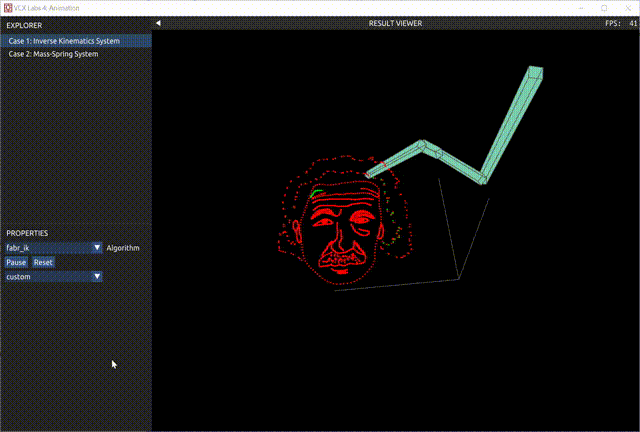 VCX Labs 4: Animation
EXPLORER
RESULT VIEWER
FPS: 41
Case 1: Inverse Kinematics System
Case 2: Mass-Spring System
PROPERTIES
fabr_ik
Algorithm
Pause Reset
custom